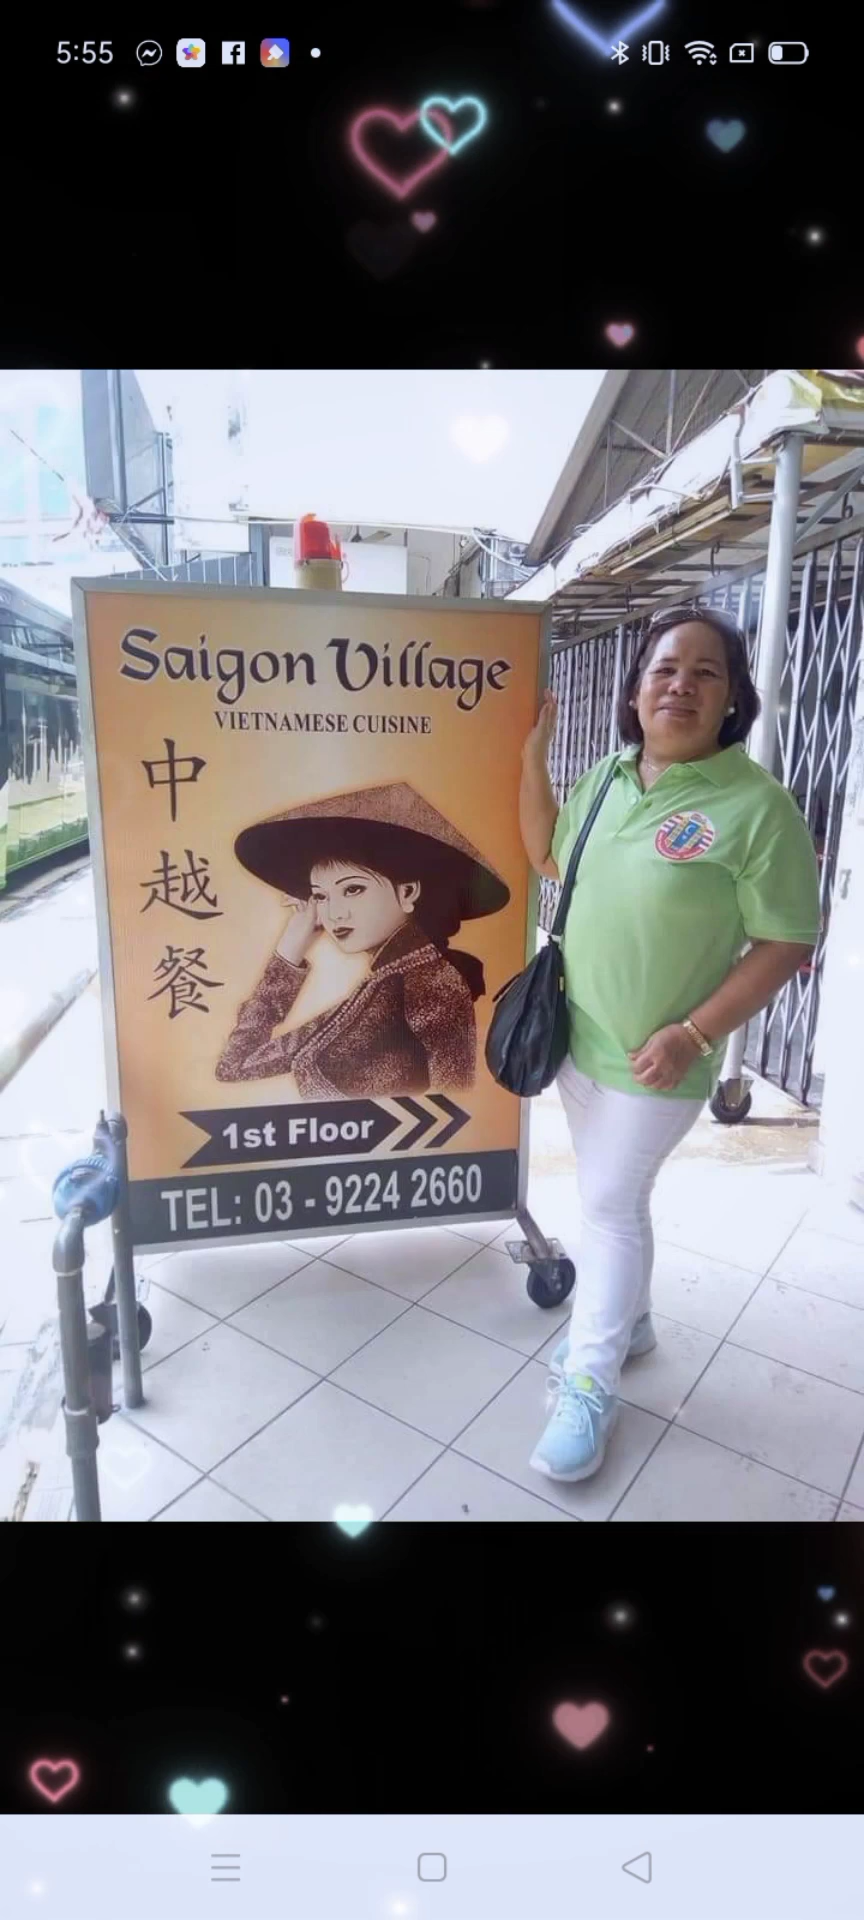 5:55
Saigon Village
VIETNAMESE CUISINE
中
越
餐
1st Floor
TEL: 03 - 9224 2660